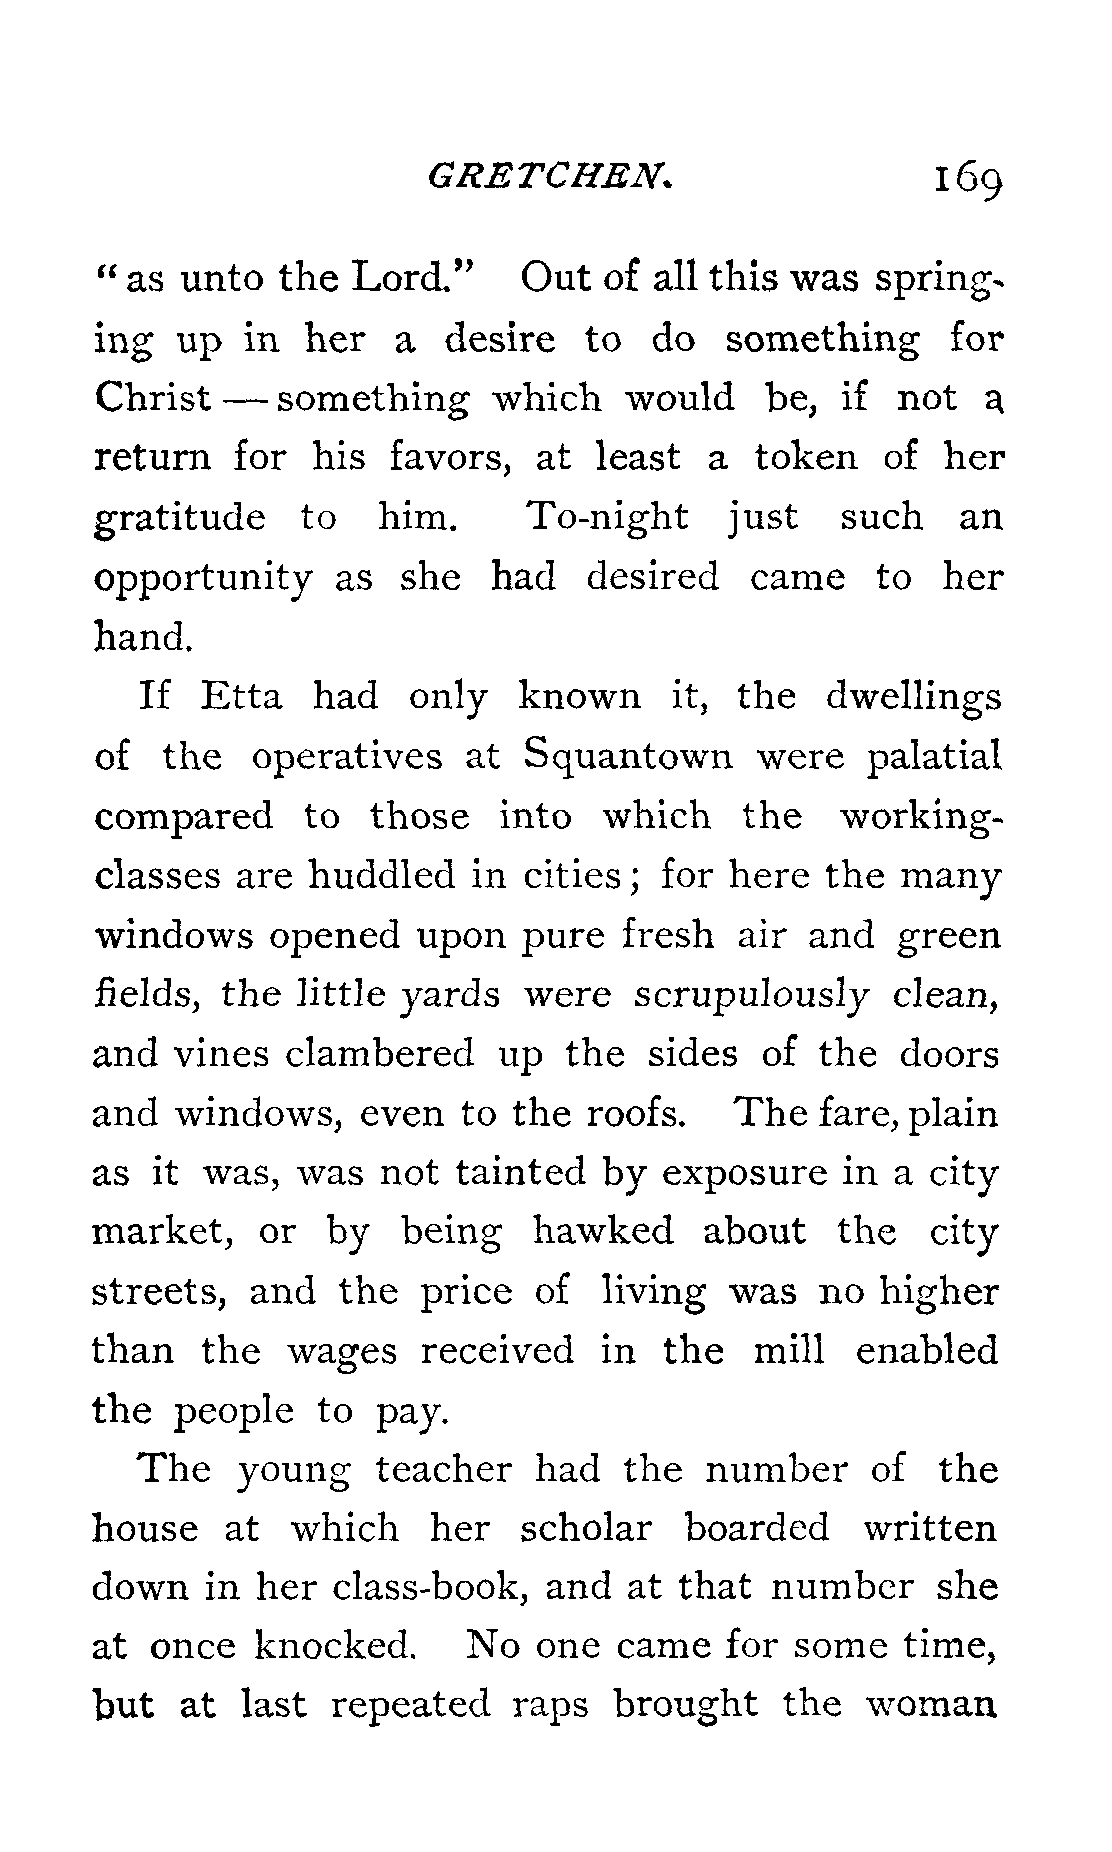 GRETCHEN. 169
“as unto the Lord.” Out of all this was spring-
ing up in her a desire to do something for
Christ — something which would be, if not a
return for his favors, at least a token of her
gratitude to him. To-night just such an
opportunity as she had desired came to her
hand.
If Etta had only known it, the dwellings
of the operatives at Squantown were palatial
compared to those into which the working-
classes are huddled in cities; for here the many
windows opened upon pure fresh air and green
fields, the little yards were scrupulously clean,
and vines clambered up the sides of the doors
and windows, even to the roofs. The fare, plain
as it was, was not tainted by exposure in a city
market, or by being hawked about the city
streets, and the price of living was no higher
than the wages received in the mill enabled
the people to pay.
The young teacher had the number of the
house at which her scholar boarded written
down in her class-book, and at that number she
at once knocked. No one came for some time,
but at last repeated raps brought the woman